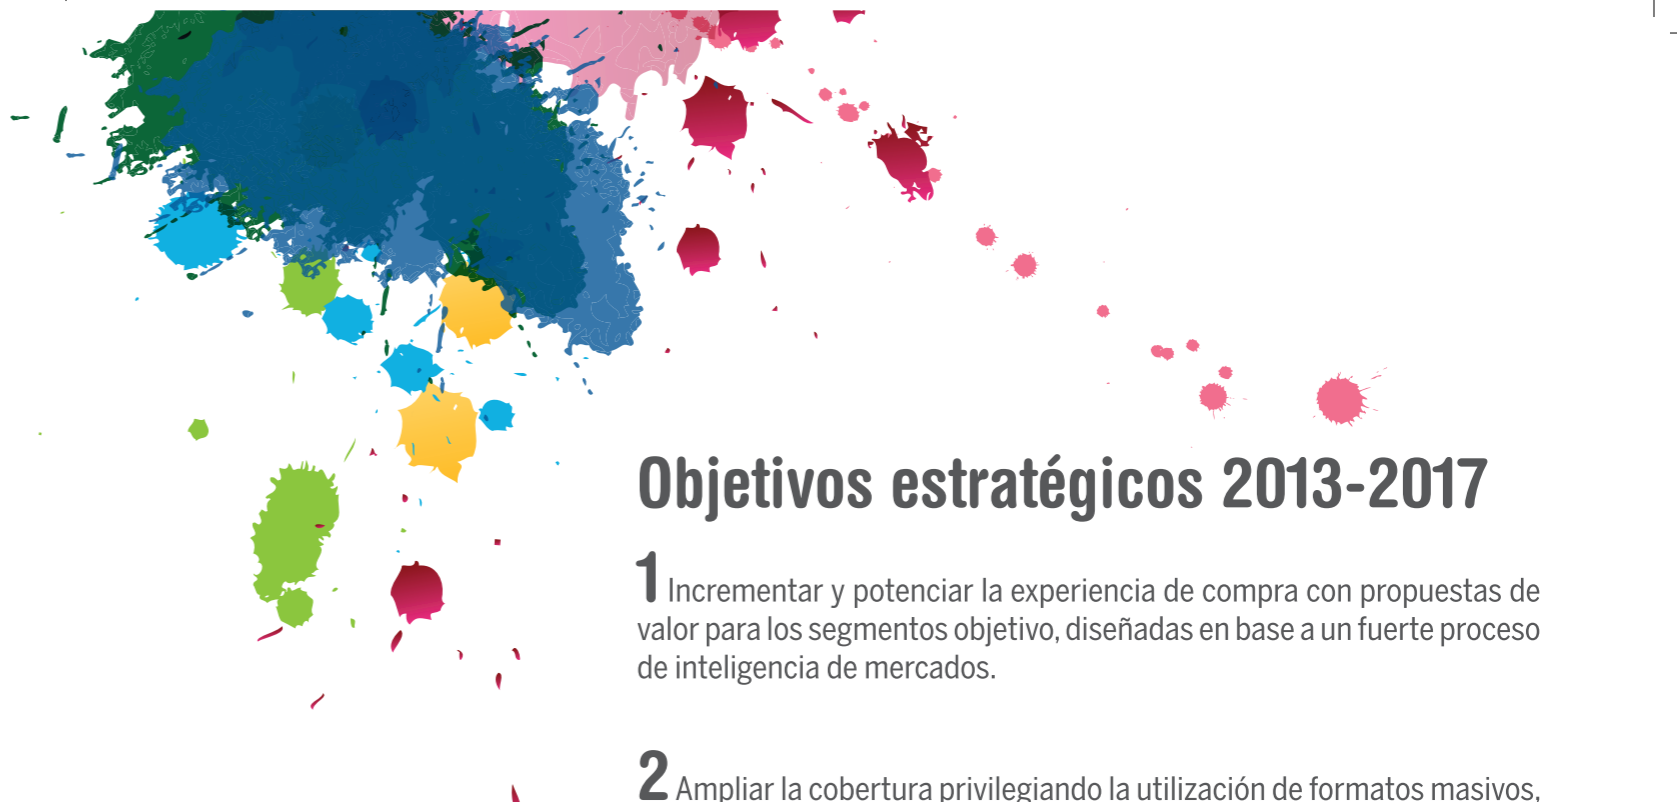 Objetivos estratégicos 2013-2017
1 Incrementar y potenciar la experiencia de compra con propuestas de
valor para los segmentos objetivo, diseñadas en base a un fuerte proceso
de inteligencia de mercados.
2 Ampliar la cobertura privilegiando la utilización de formatos masivos,